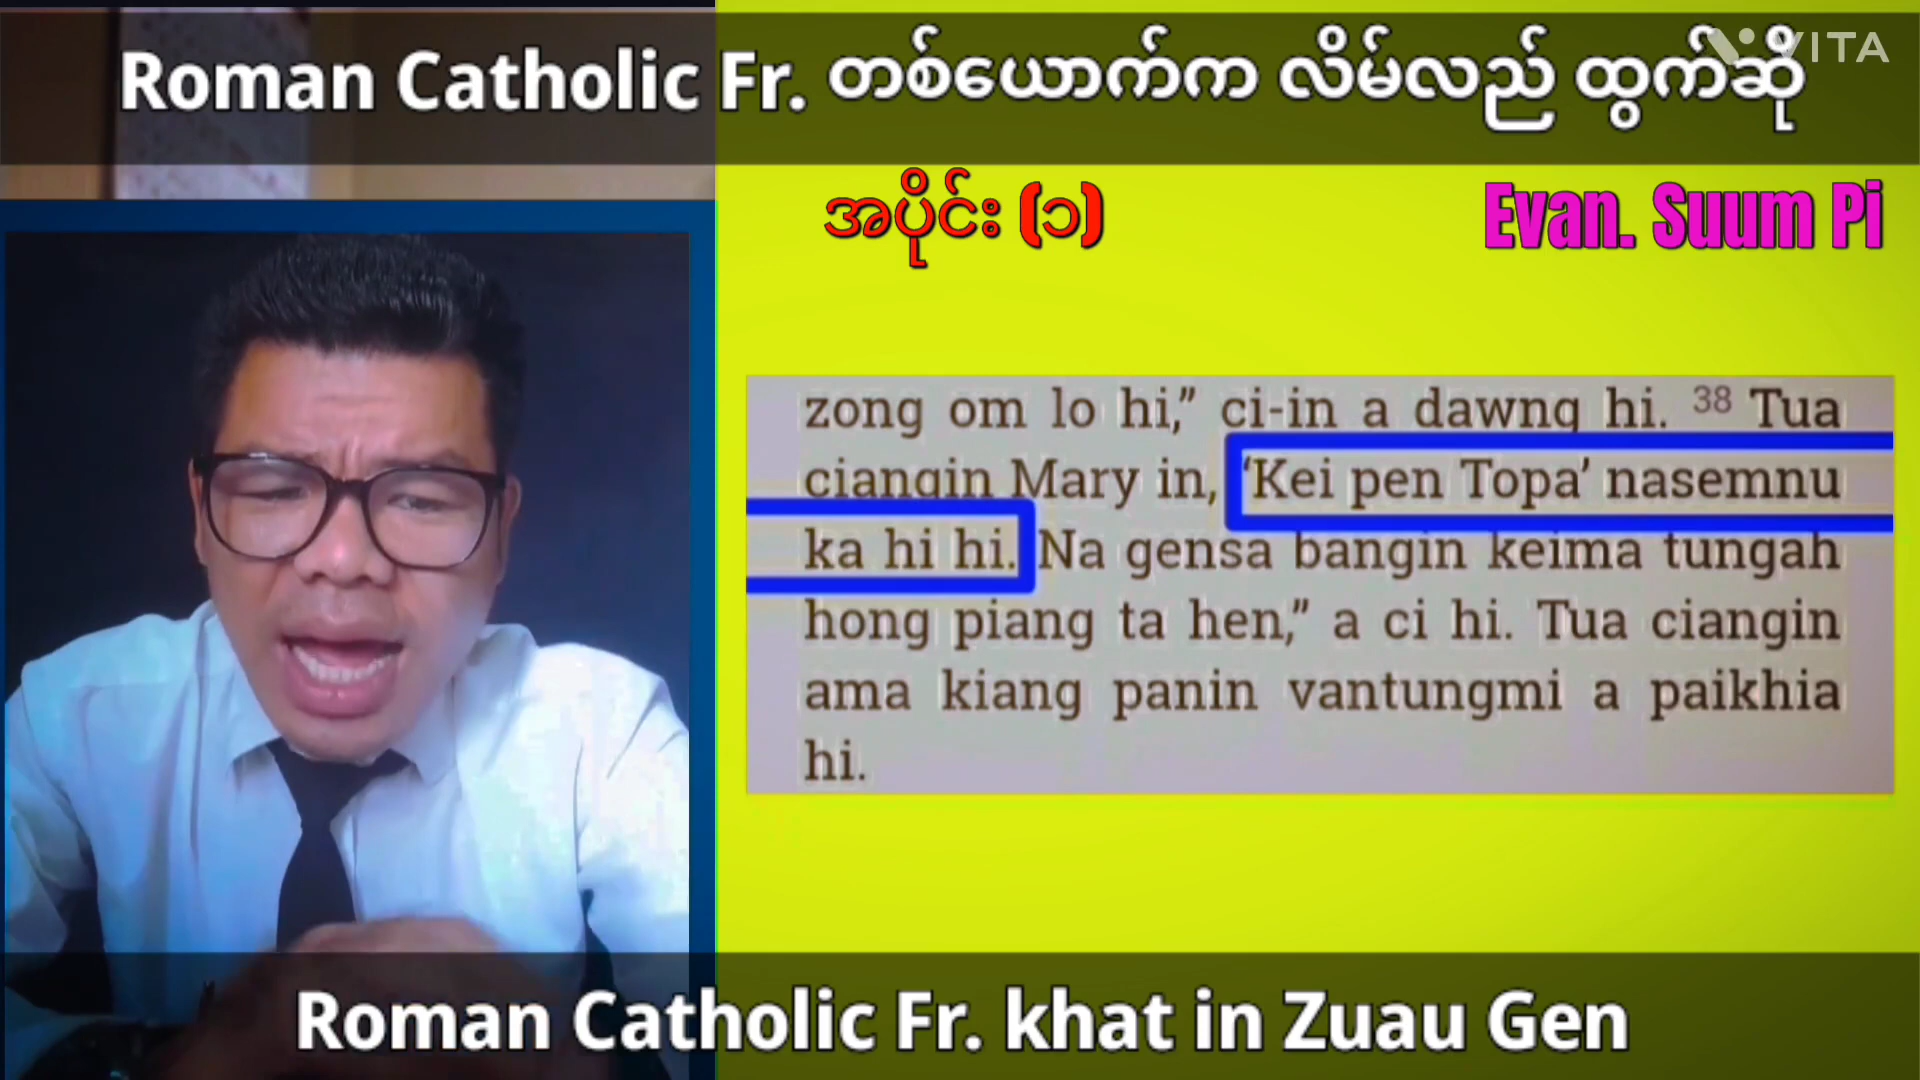 Roman Catholic Fr. တစ်ယောက်က လိမ်လည် ထွက်ဆို
VITA
အပိုင်း (၁)
Evan. Suum Pi
zong om lo hi,” ci-in a dawng hi. 38 Tua
ciangin Mary in, ‘Kei pen Topa’ nasemnu
ka hi hi. Na gensa bangin keima tungah
hong piang ta hen,” a ci hi. Tua ciangin
ama kiang panin vantungmi a paikhia
hi.
Roman Catholic Fr. khat in Zuau Gen